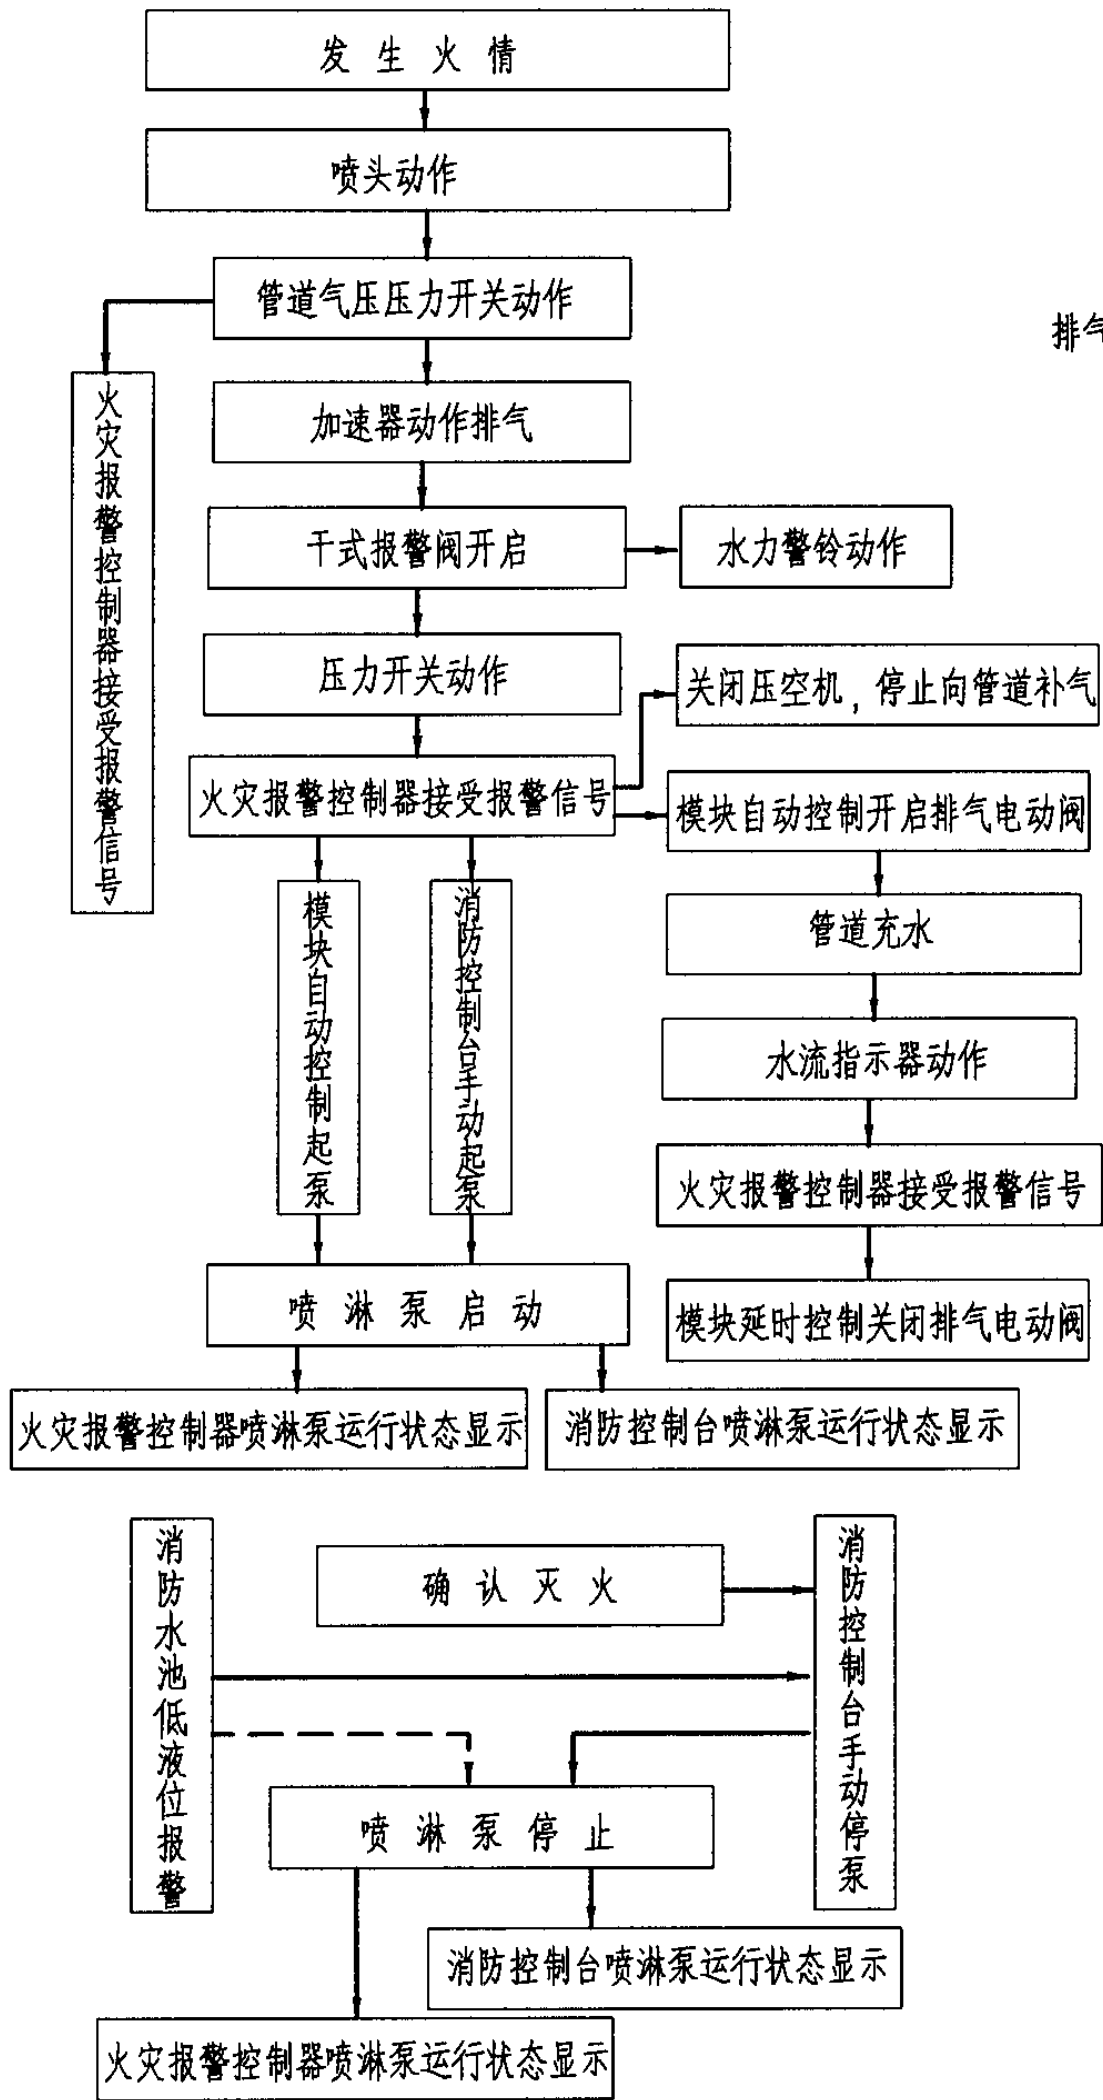 发生火情
喷头动作
管道气压压力开关动作
排气
火灾报警控制器接受报警信号
加速器动作排气
干式报警阀开启
水力警铃动作
压力开关动作
关闭压空机，停止向管道补气
火灾报警控制器接受报警信号
模块自动控制开启排气电动阀
模块自动控制起泵
消防控制台手动起泵
管道充水
水流指示器动作
火灾报警控制器接受报警信号
喷淋泵启动
模块延时控制关闭排气电动阀
火灾报警控制器喷淋泵运行状态显示
消防控制台喷淋泵运行状态显示
消防水池低液位报警
确认灭火
消防控制台手动停泵
喷淋泵停止
消防控制台喷淋泵运行状态显示
火灾报警控制器喷淋泵运行状态显示